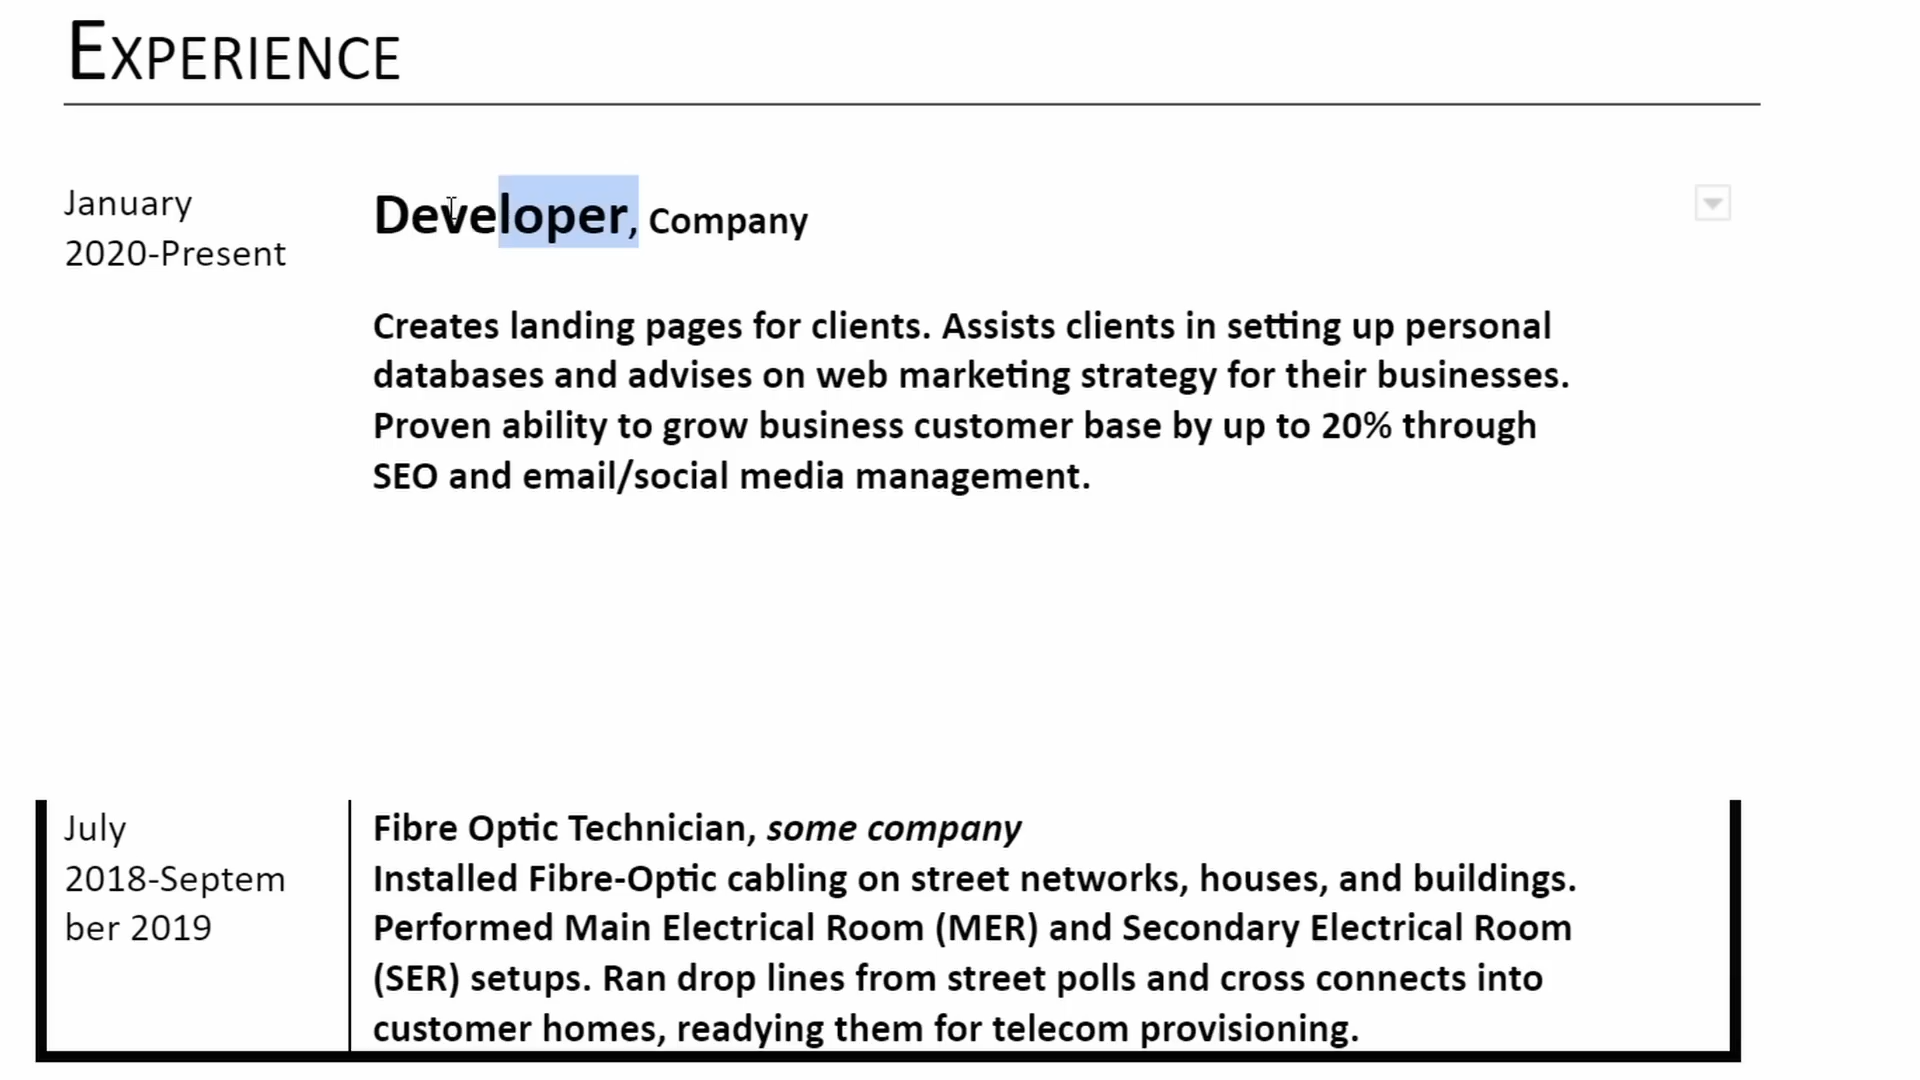 EXPERIENCE
January
2020-Present
Developer, Company
Creates landing pages for clients. Assists clients in setting up personal
databases and advises on web marketing strategy for their businesses.
Proven ability to grow business customer base by up to 20% through
SEO and email/social media management.
July
2018-Septem
ber 2019
Fibre Optic Technician, some company
Installed Fibre-Optic cabling on street networks, houses, and buildings.
Performed Main Electrical Room (MER) and Secondary Electrical Room
(SER) setups. Ran drop lines from street polls and cross connects into
customer homes, readying them for telecom provisioning.